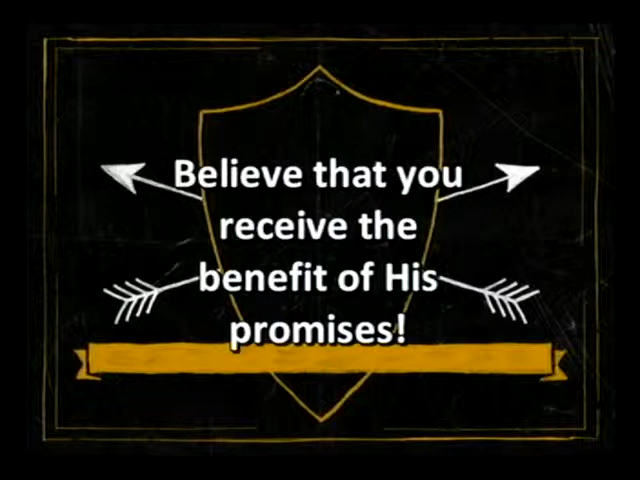 Believe that you
receive the
benefit of His
promises!